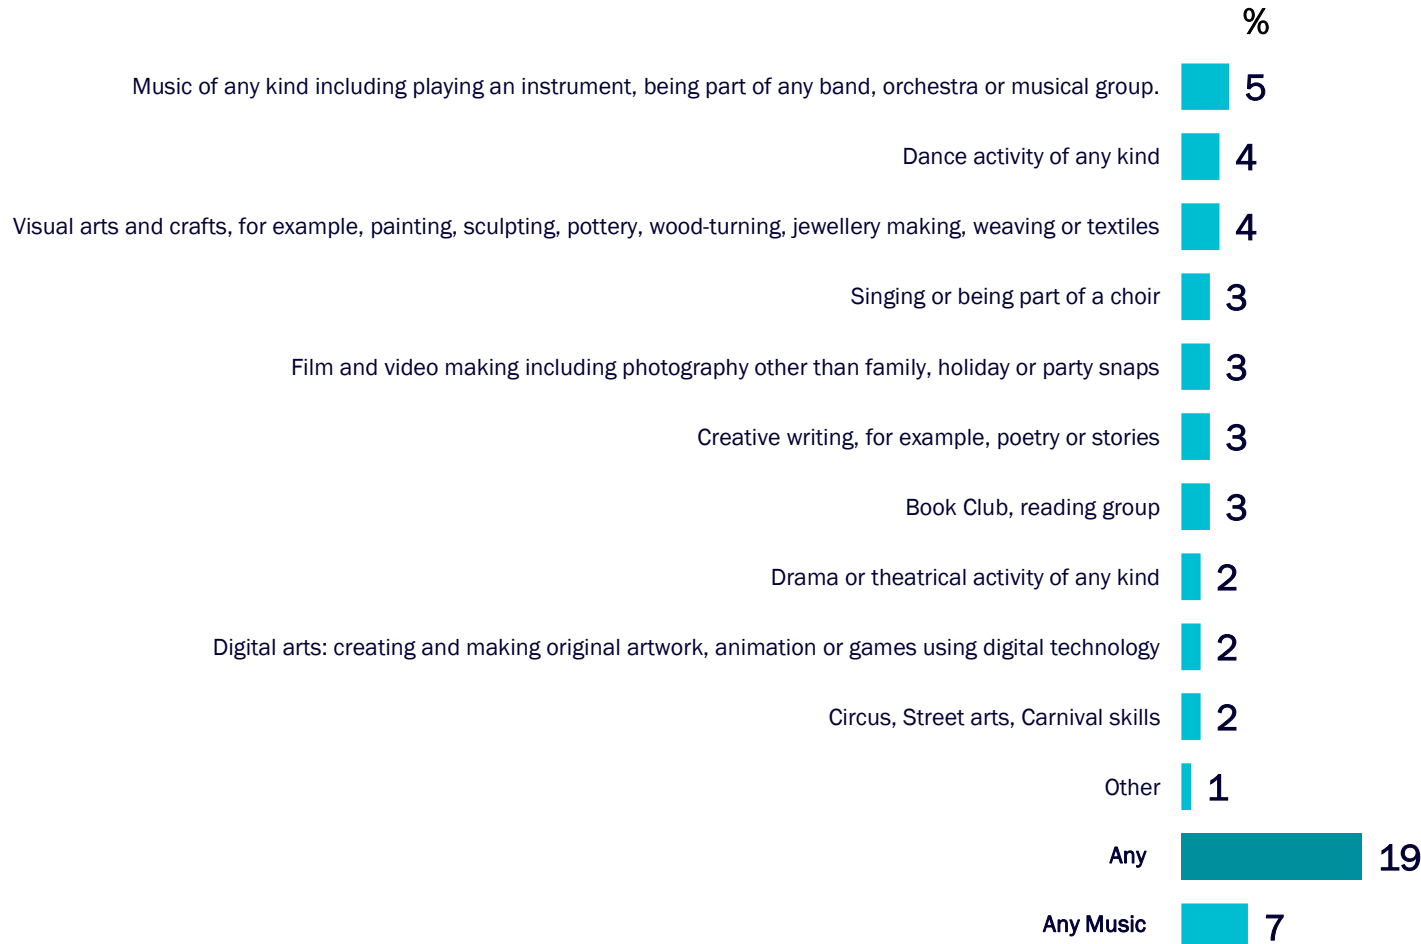 %
Music of any kind including playing an instrument, being part of any band, orchestra or musical group. 5
Dance activity of any kind 4
Visual arts and crafts, for example, painting, sculpting, pottery, wood-turning, jewellery making, weaving or textiles 4
Singing or being part of a choir 3
Film and video making including photography other than family, holiday or party snaps 3
Creative writing, for example, poetry or stories 3
Book Club, reading group 3
Drama or theatrical activity of any kind 2
Digital arts: creating and making original artwork, animation or games using digital technology 2
Circus, Street arts, Carnival skills 2
Other 1
Any 19
Any Music 7